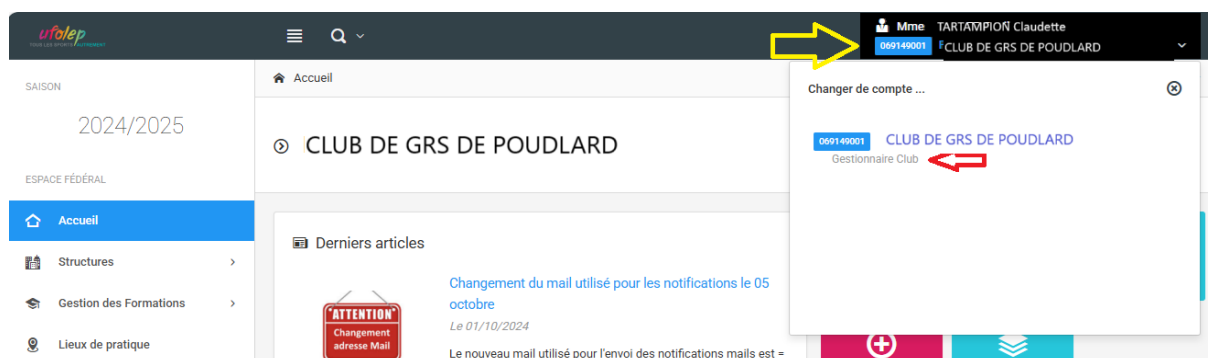 ufolep
TOUS LES SPORTS AUTREMENT
Mme TARTAMPION Claudette
069149001 CLUB DE GRS DE POUDLARD
SAISON
2024/2025
ESPACE FÉDÉRAL
Accueil
Structures
Gestion des Formations
Lieux de pratique
Accueil
CLUB DE GRS DE POUDLARD
Derniers articles
ATTENTION
Changement
adresse Mail
Changement du mail utilisé pour les notifications le 05
octobre
Le 01/10/2024
Le nouveau mail utilisé pour l'envoi des notifications mails est =
Changer de compte ...
069149001 CLUB DE GRS DE POUDLARD
Gestionnaire Club